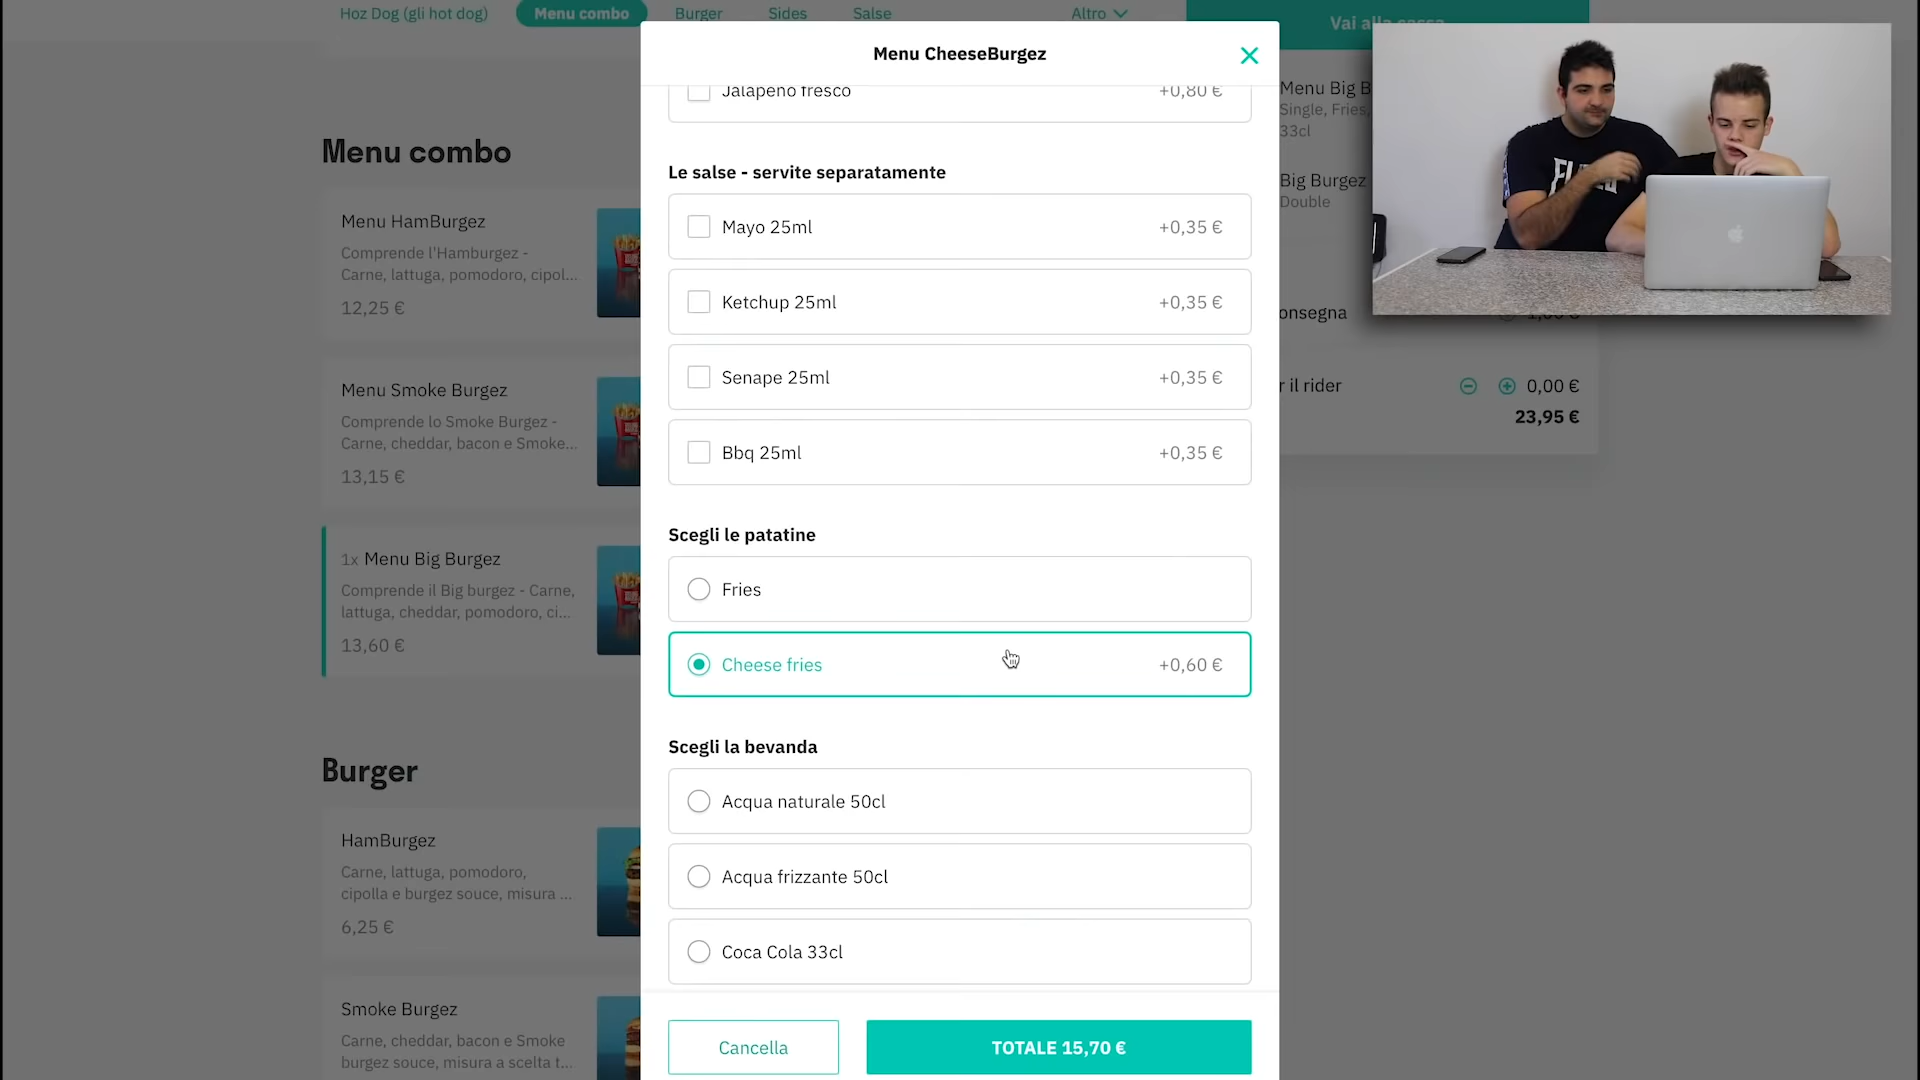 Hoz Dog (gli hot dog)
Menu combo
Burger
Sides
Salse
Altro
Vai alla cassa
Menu CheeseBurgez
Jalapeno fresco
+0,80 €
Le salse - servite separatamente
Mayo 25ml
+0,35 €
Ketchup 25ml
+0,35 €
Senape 25ml
+0,35 €
Bbq 25ml
+0,35 €
Scegli le patatine
Fries
Cheese fries
+0,60 €
Scegli la bevanda
Acqua naturale 50cl
Acqua frizzante 50cl
Coca Cola 33cl
Cancella
TOTALE 15,70 €
Menu combo
Menu HamBurgez
Comprende l'Hamburgez -
Carne, lattuga, pomodoro, cipol...
12,25 €
Menu Smoke Burgez
Comprende lo Smoke Burgez -
Carne, cheddar, bacon e Smoke...
13,15 €
1x Menu Big Burgez
Comprende il Big burgez - Carne,
lattuga, cheddar, pomodoro, ci...
13,60 €
Burger
HamBurgez
Carne, lattuga, pomodoro,
cipolla e burgez souce, misura ...
6,25 €
Smoke Burgez
Carne, cheddar, bacon e Smoke
burgez souce, misura a scelta t...
Menu Big B
Single, Fries,
33cl
Big Burgez
Double
onsegna
r il rider
0,00 €
23,95 €